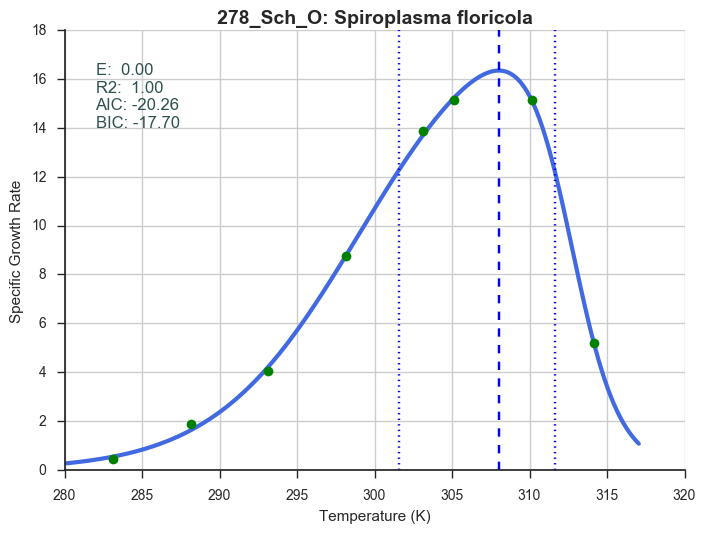 278_Sch_O: Spiroplasma floricola
E:  0.00
R2:  1.00
AIC: -20.26
BIC: -17.70
Specific Growth Rate
18
16
14
12
10
8
6
4
2
0
280 285 290 295 300 305 310 315 320
Temperature (K)